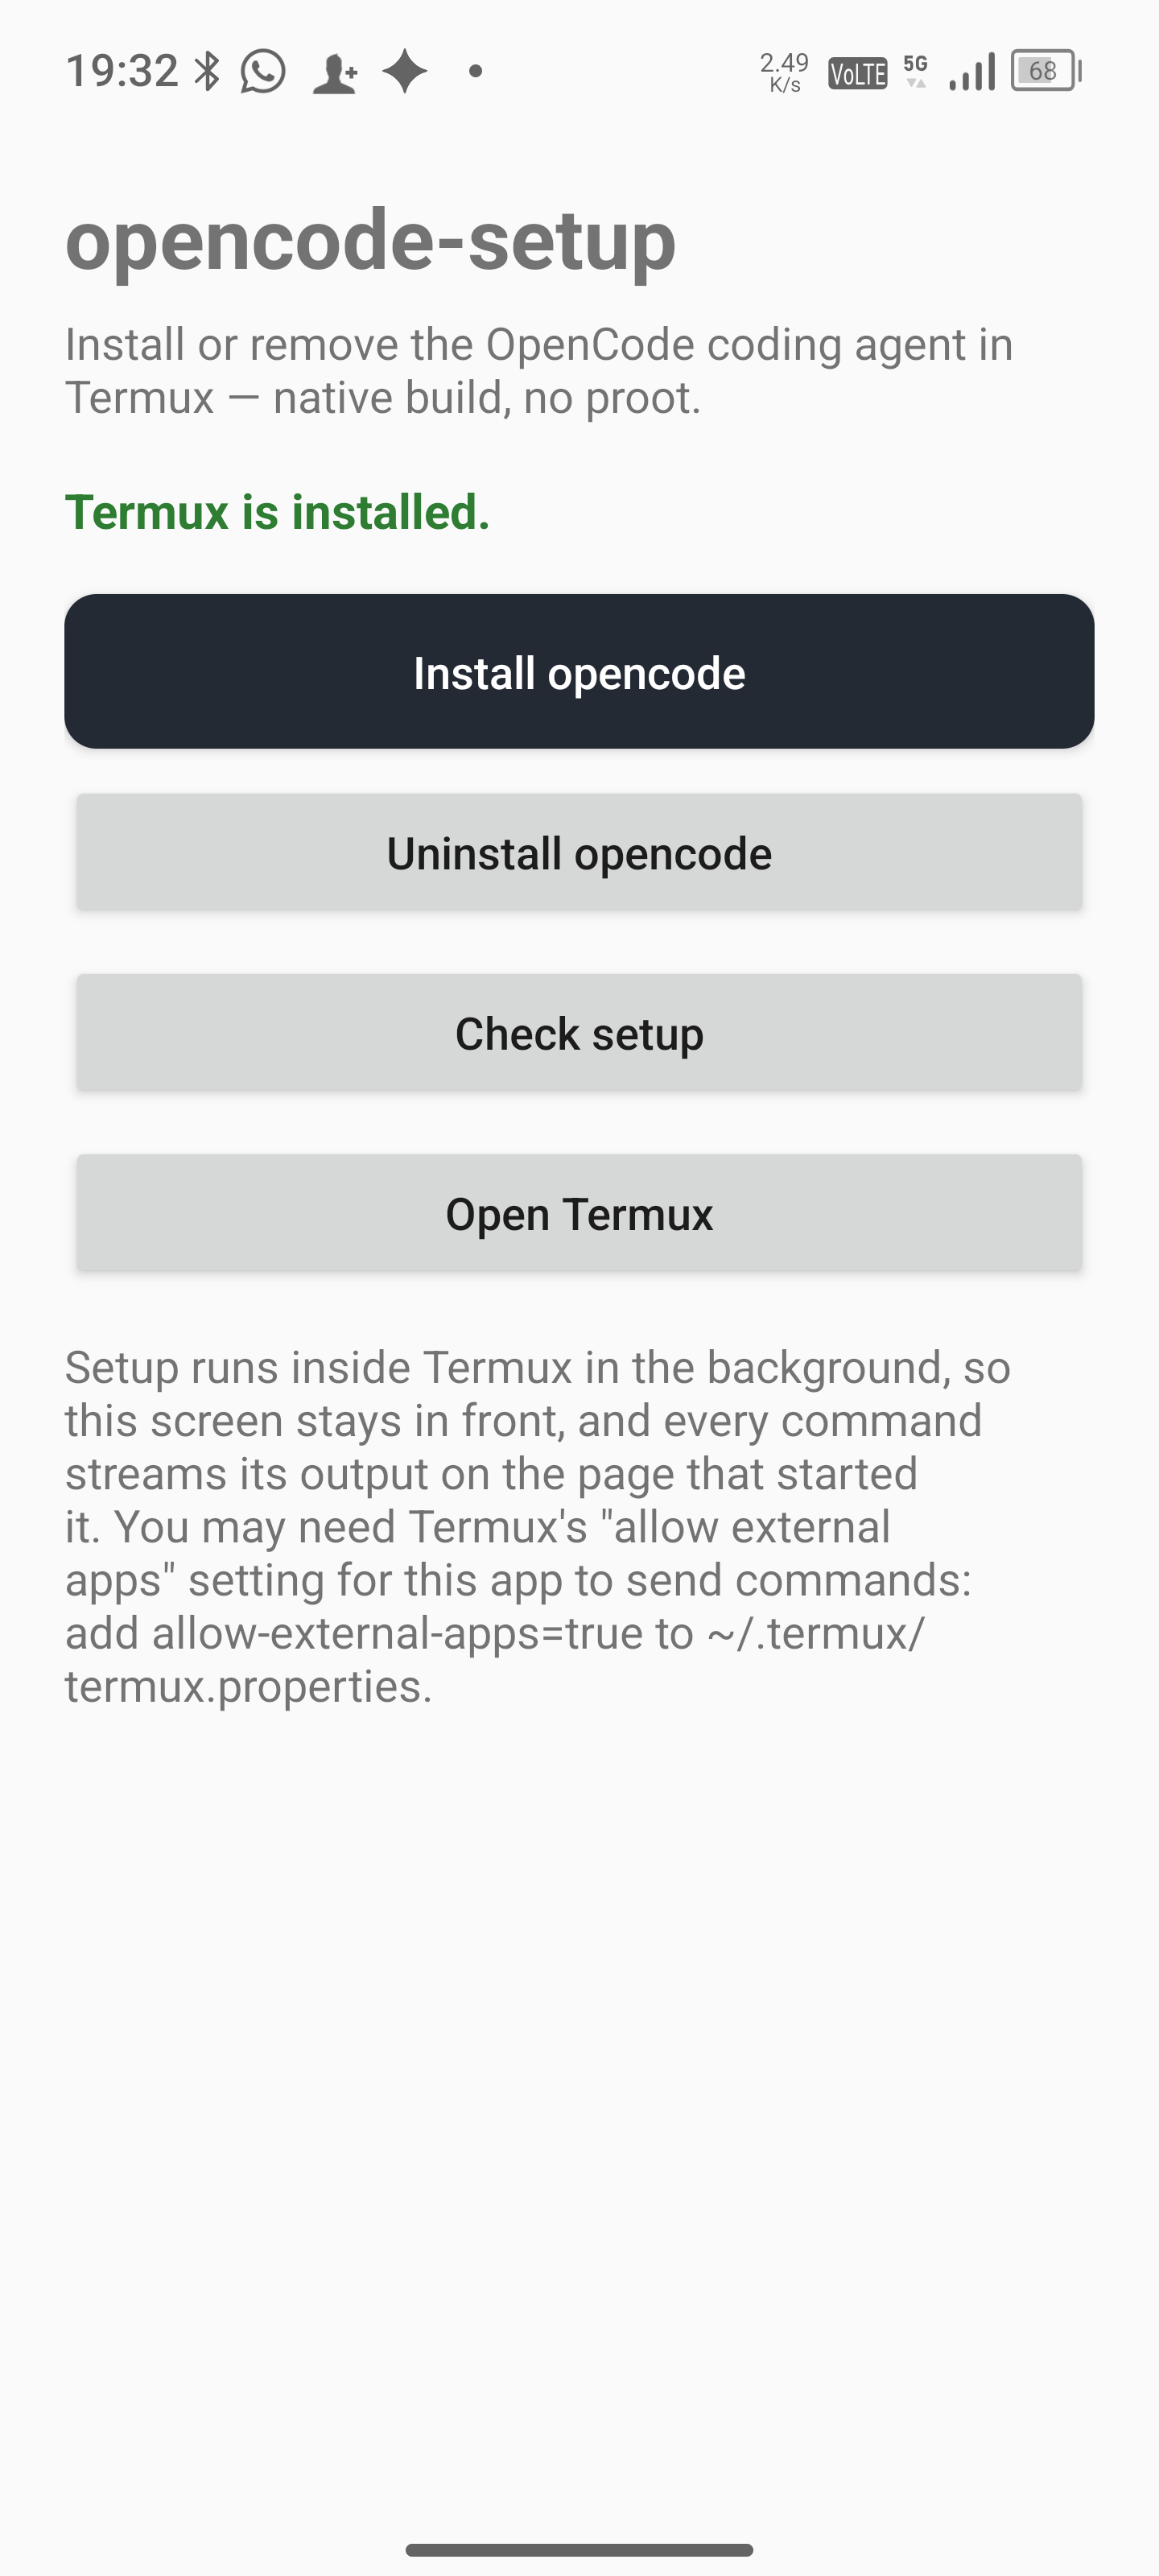 19:32
2.49
K/s
VoLTE
5G
68
opencode-setup
Install or remove the OpenCode coding agent in
Termux — native build, no proot.
Termux is installed.
Install opencode
Uninstall opencode
Check setup
Open Termux
Setup runs inside Termux in the background, so
this screen stays in front, and every command
streams its output on the page that started
it. You may need Termux's "allow external
apps" setting for this app to send commands:
add allow-external-apps=true to ~/.termux/
termux.properties.